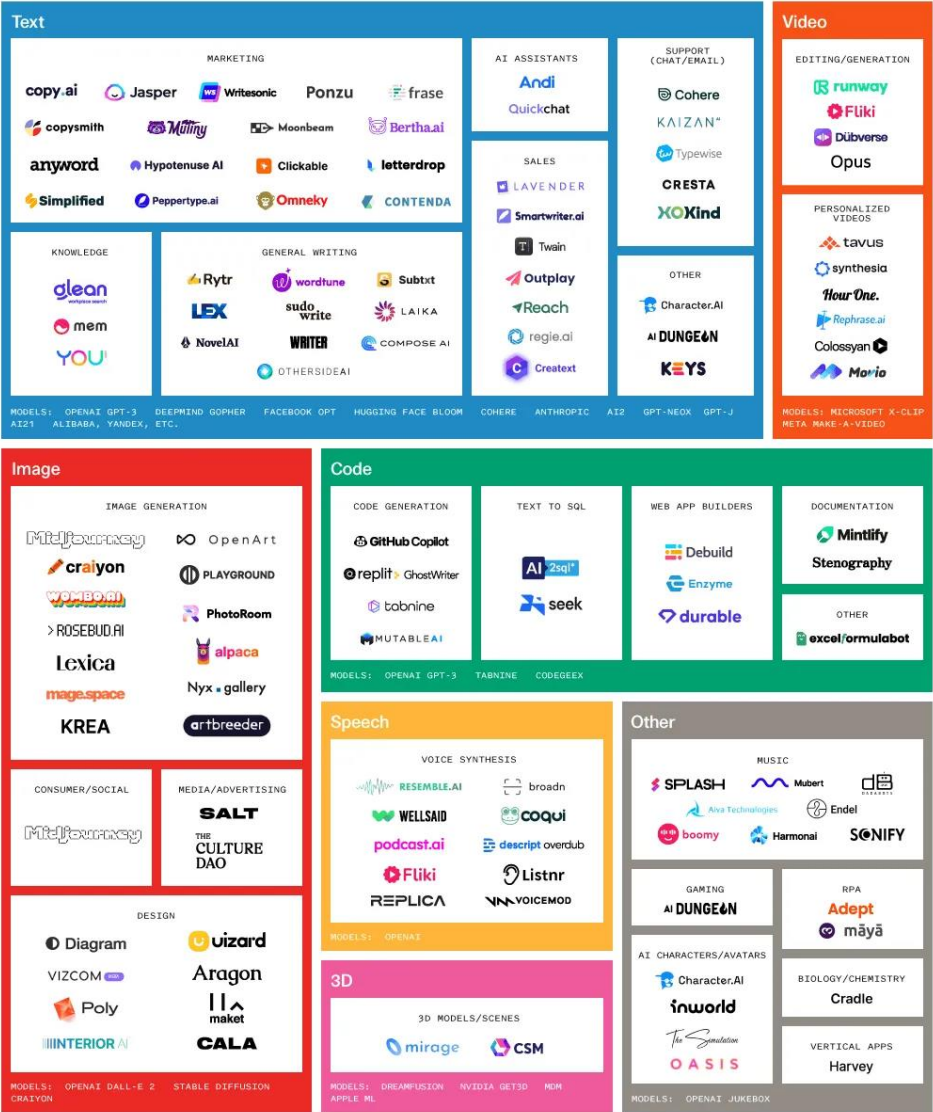 Text
MARKETING
copy.ai Jasper WS Writesonic Ponzu frase
copysmith Mutiny Moonbeam Bertha.ai
anyword Hypotenuse AI Clickable letterdrop
Simplified Peppertype.ai Omneky CONTENDA
AI ASSISTANTS
Andi
Quickchat
SUPPORT
(CHAT/EMAIL)
Cohere
KAIZAN
tw Typewise
CRESTA
XOKind
SALES
LAVENDER
Smartwriter.ai
T Twain
Outplay
Reach
regie.ai
C Creatext
KNOWLEDGE
glean
workplace search
mem
YOU
GENERAL WRITING
Rytr wordtune Subtxt
LEX sudo
write LAIKA
NovelAI WRITER COMPOSE AI
OTHERSIDEAI
OTHER
Character.AI
AI DUNGEON
KEYS
MODELS: OPENAI GPT-3 DEEPMIND GOPHER FACEBOOK OPT HUGGING FACE BLOOM COHERE ANTHROPIC AI2 GPT-NEOX GPT-J
AI21 ALIBABA, YANDEX, ETC.
Video
EDITING/GENERATION
runway
Fliki
Dübverse
Opus
PERSONALIZED
VIDEOS
tavus
synthesia
Hour One.
Rephrase.ai
Colossyan
Movio
MODELS: MICROSOFT X-CLIP
META MAKE-A-VIDEO
Image
IMAGE GENERATION
Midjourney OpenArt
craiyon PLAYGROUND
WOMBO.AI PhotoRoom
>ROSEBUD.AI alpaca
Lexica
mage.space Nyx.gallery
KREA artbreeder
CONSUMER/SOCIAL
Midjourney
MEDIA/ADVERTISING
SALT
THE
CULTURE
DAO
DESIGN
Diagram uizard
VIZCOM Aragon
Poly maket
INTERIOR AI CALA
MODELS: OPENAI DALL-E 2 STABLE DIFFUSION
CRAIYON
Code
CODE GENERATION
GitHub Copilot
replit> GhostWriter
tabnine
MUTABLEAI
TEXT TO SQL
AI 2sql
seek
WEB APP BUILDERS
Debuild
Enzyme
durable
DOCUMENTATION
Mintlify
Stenography
OTHER
excelformulabot
MODELS: OPENAI GPT-3 TABNINE CODEGEEX
Speech
VOICE SYNTHESIS
RESEMBLE.AI broadn
WELLSAID coqui
podcast.ai descript overdub
Fliki Listnr
REPLICA VOICEMOD
MODELS: OPENAI
3D
3D MODELS/SCENES
mirage CSM
MODELS: DREAMFUSION NVIDIA GET3D MDM
APPLE ML
Other
MUSIC
SPLASH Mubert dB
Aiva Technologies Endel
boomy Harmonai SONIFY
GAMING
AI DUNGEON
RPA
Adept
māyā
AI CHARACTERS/AVATARS
Character.AI
inworld
The Simulation
OASIS
BIOLOGY/CHEMISTRY
Cradle
VERTICAL APPS
Harvey
MODELS: OPENAI JUKEBOX